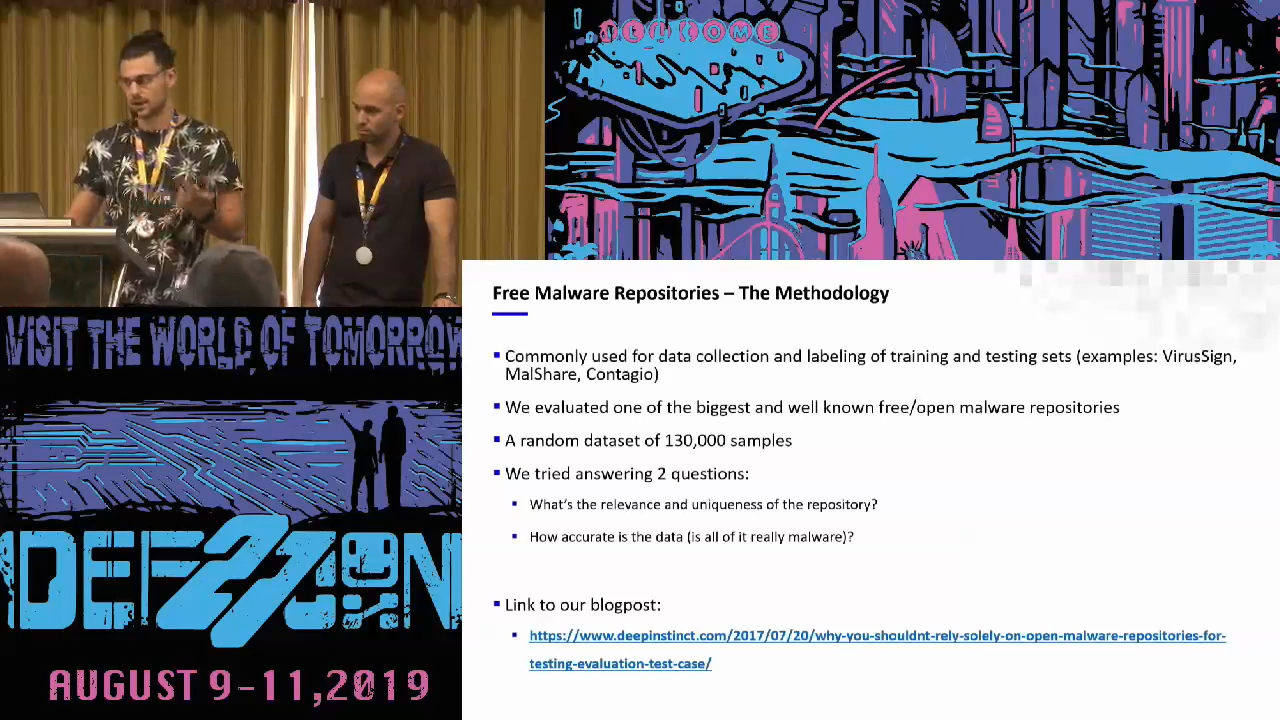 WELCOME
Free Malware Repositories – The Methodology
Commonly used for data collection and labeling of training and testing sets (examples: VirusSign,
MalShare, Contagio)
We evaluated one of the biggest and well known free/open malware repositories
A random dataset of 130,000 samples
We tried answering 2 questions:
What's the relevance and uniqueness of the repository?
How accurate is the data (is all of it really malware)?
Link to our blogpost:
https://www.deepinstinct.com/2017/07/20/why-you-shouldnt-rely-solely-on-open-malware-repositories-for-
testing-evaluation-test-case/
VISIT THE WORLD OF TOMORROW
DEF CON 27
AUGUST 9-11,2019